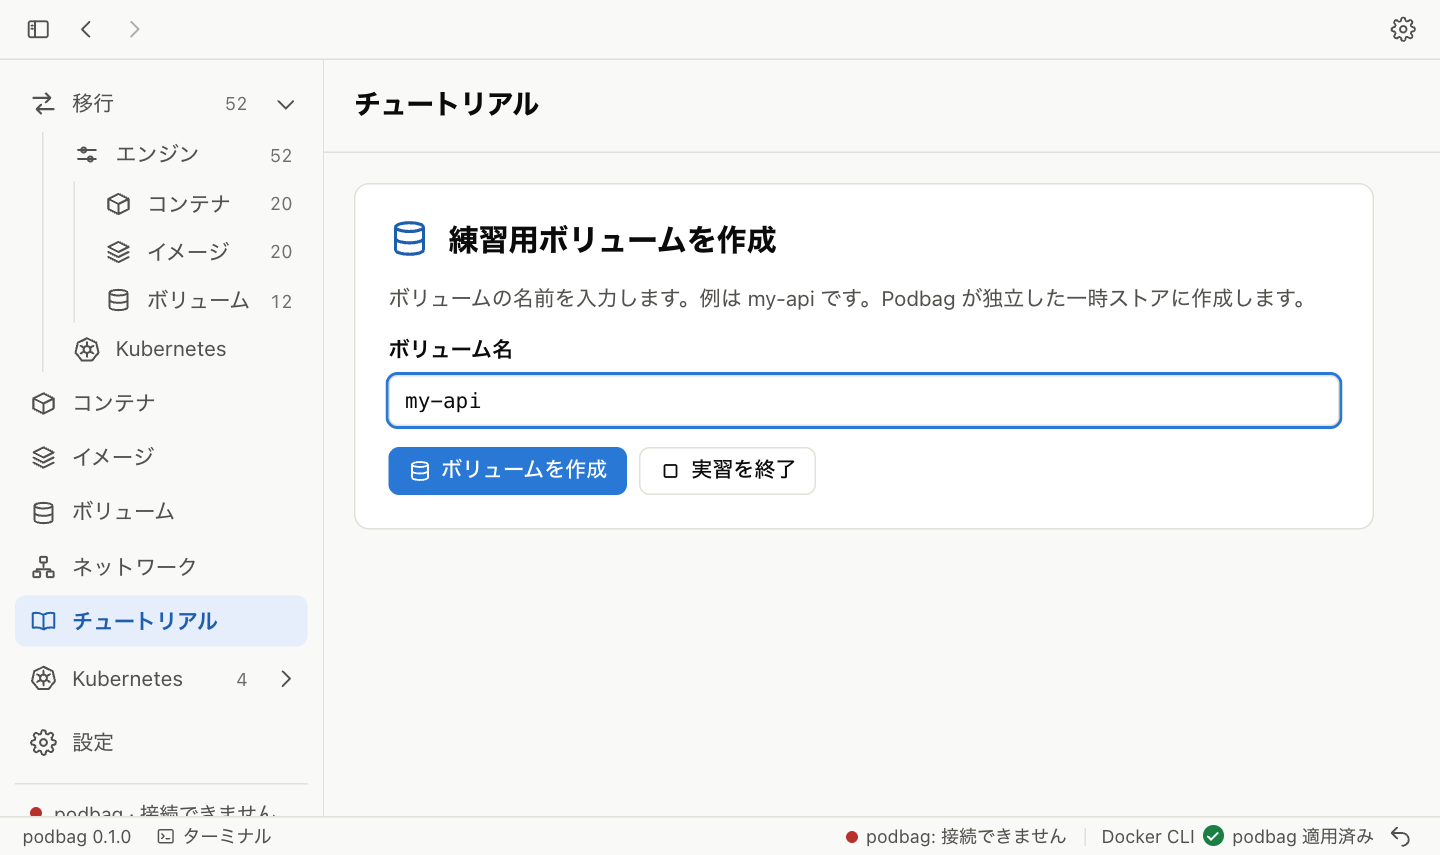 移行 52
エンジン 52
コンテナ 20
イメージ 20
ボリューム 12
Kubernetes
コンテナ
イメージ
ボリューム
ネットワーク
チュートリアル
Kubernetes 4
設定
podbag · 接続できません
チュートリアル
練習用ボリュームを作成
ボリュームの名前を入力します。例は my-api です。Podbag が独立した一時ストアに作成します。
ボリューム名
my-api
ボリュームを作成 実習を終了
podbag 0.1.0 ターミナル podbag: 接続できません Docker CLI podbag 適用済み